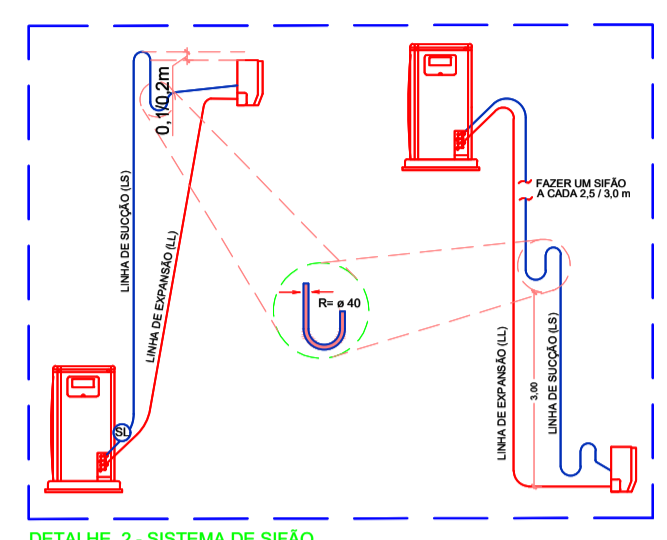 0,1/0,2m
LINHA DE SUCÇÃO (LS)
LINHA DE EXPANSÃO (LL)
SL
R= ø 40
FAZER UM SIFÃO
A CADA 2,5 / 3,0 m
LINHA DE EXPANSÃO (LL)
3,00
LINHA DE SUCÇÃO (LS)
DETALHE 2 - SISTEMA DE SIFÃO